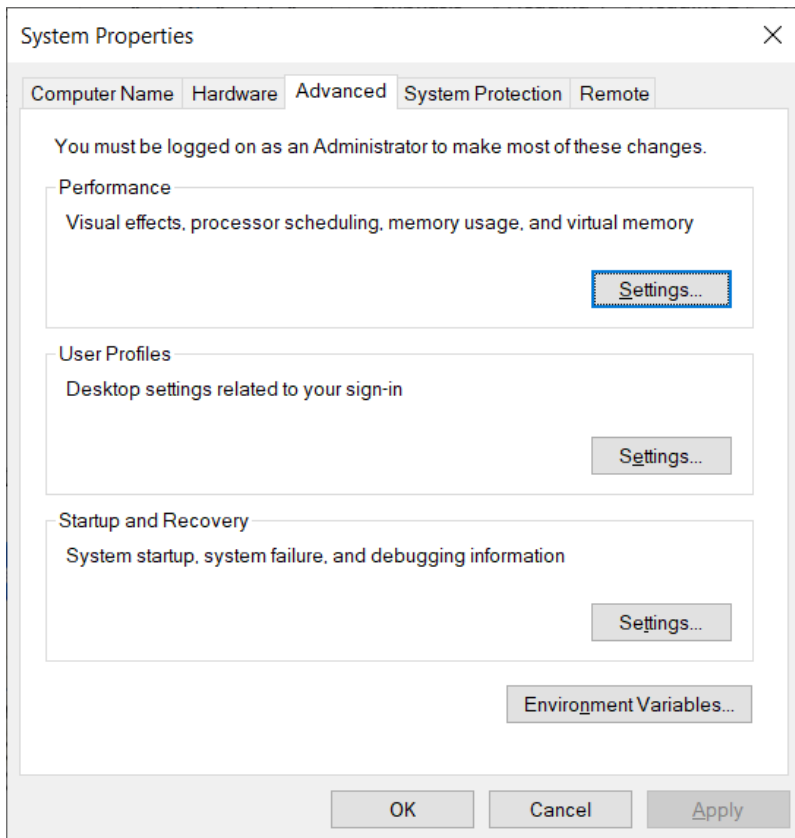 System Properties
Computer Name Hardware Advanced System Protection Remote
You must be logged on as an Administrator to make most of these changes.
Performance
Visual effects, processor scheduling, memory usage, and virtual memory
Settings...
User Profiles
Desktop settings related to your sign-in
Settings...
Startup and Recovery
System startup, system failure, and debugging information
Settings...
Environment Variables...
OK Cancel Apply